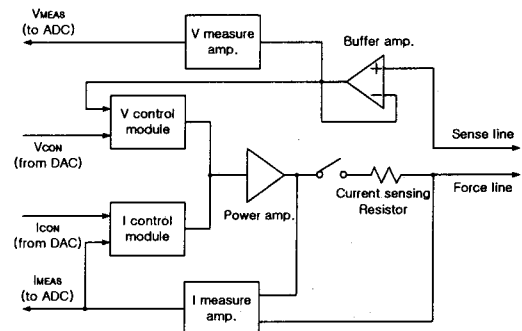 VMEAS
(to ADC)
V measure
amp.
Buffer amp.
+
−
V control
module
VCON
(from DAC)
Sense line
Force line
Power amp.
Current sensing
Resistor
ICON
(from DAC)
I control
module
IMEAS
(to ADC)
I measure
amp.